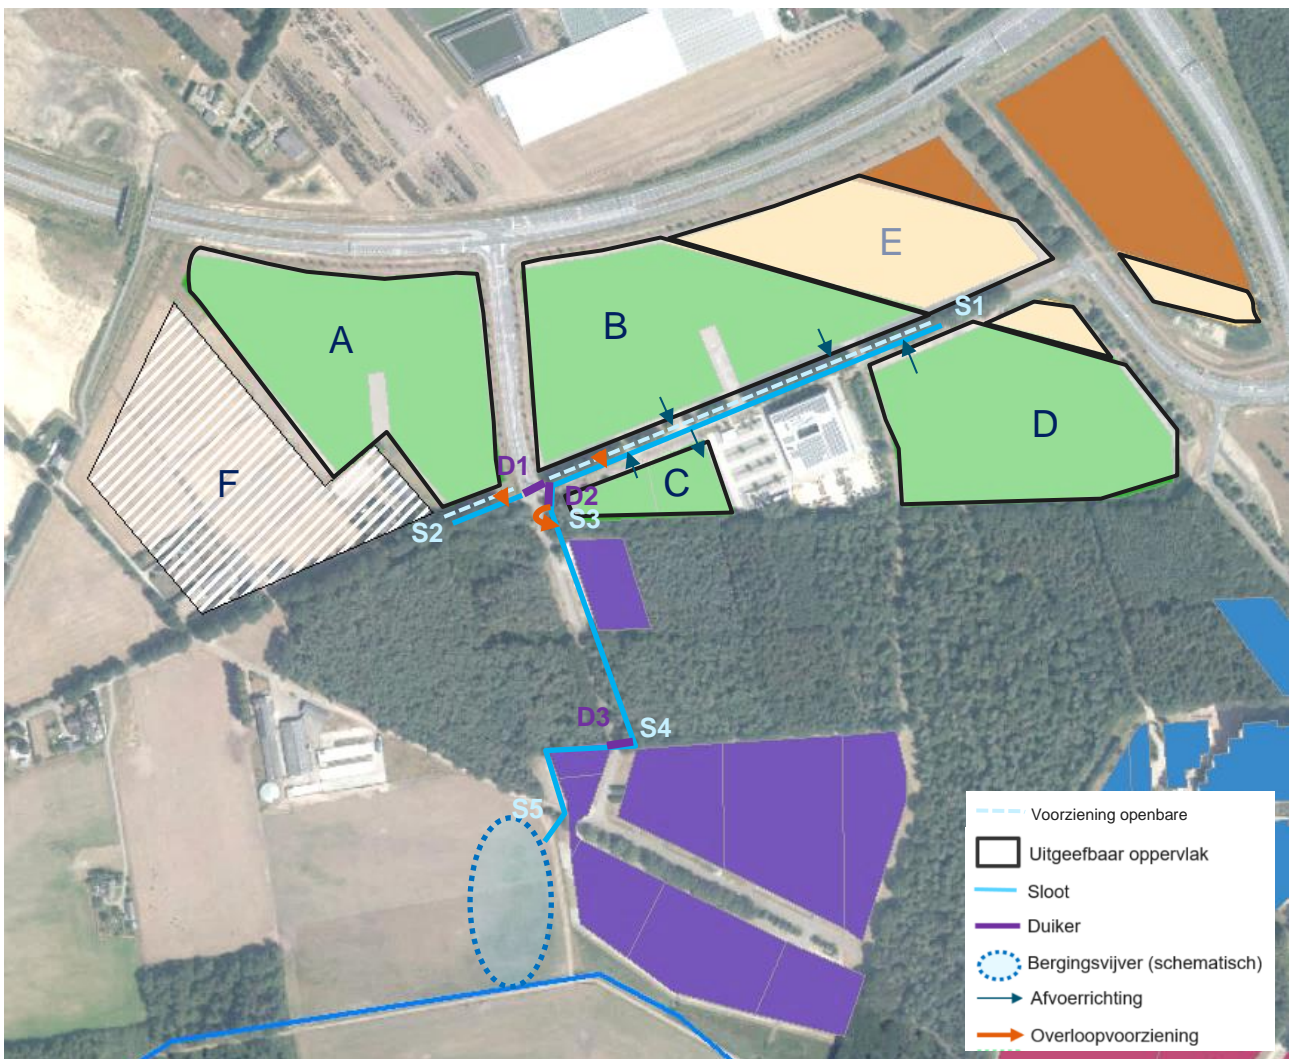 E
S1
B
A
D
D1
C
F
D2
S3
S2
D3
S4
S5
Voorziening openbare
Uitgeefbaar oppervlak
Sloot
Duiker
Bergingsvijver (schematisch)
Afvoerrichting
Overloopvoorziening